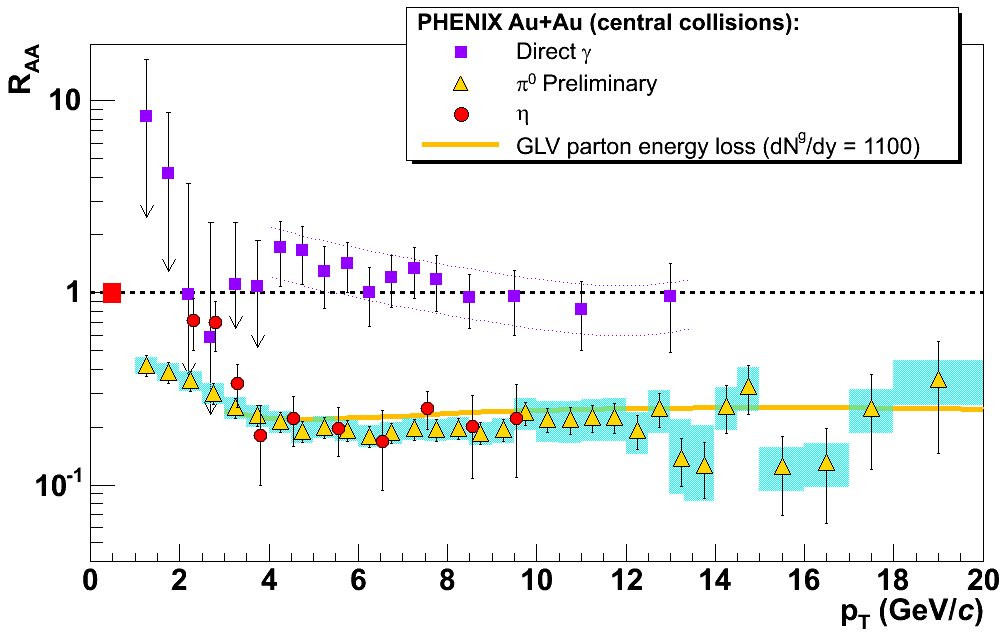 PHENIX Au+Au (central collisions):
Direct γ
π⁰ Preliminary
η
GLV parton energy loss (dNᵍ/dy = 1100)
R_AA
10
1
10⁻¹
0 2 4 6 8 10 12 14 16 18 20
p_T (GeV/c)